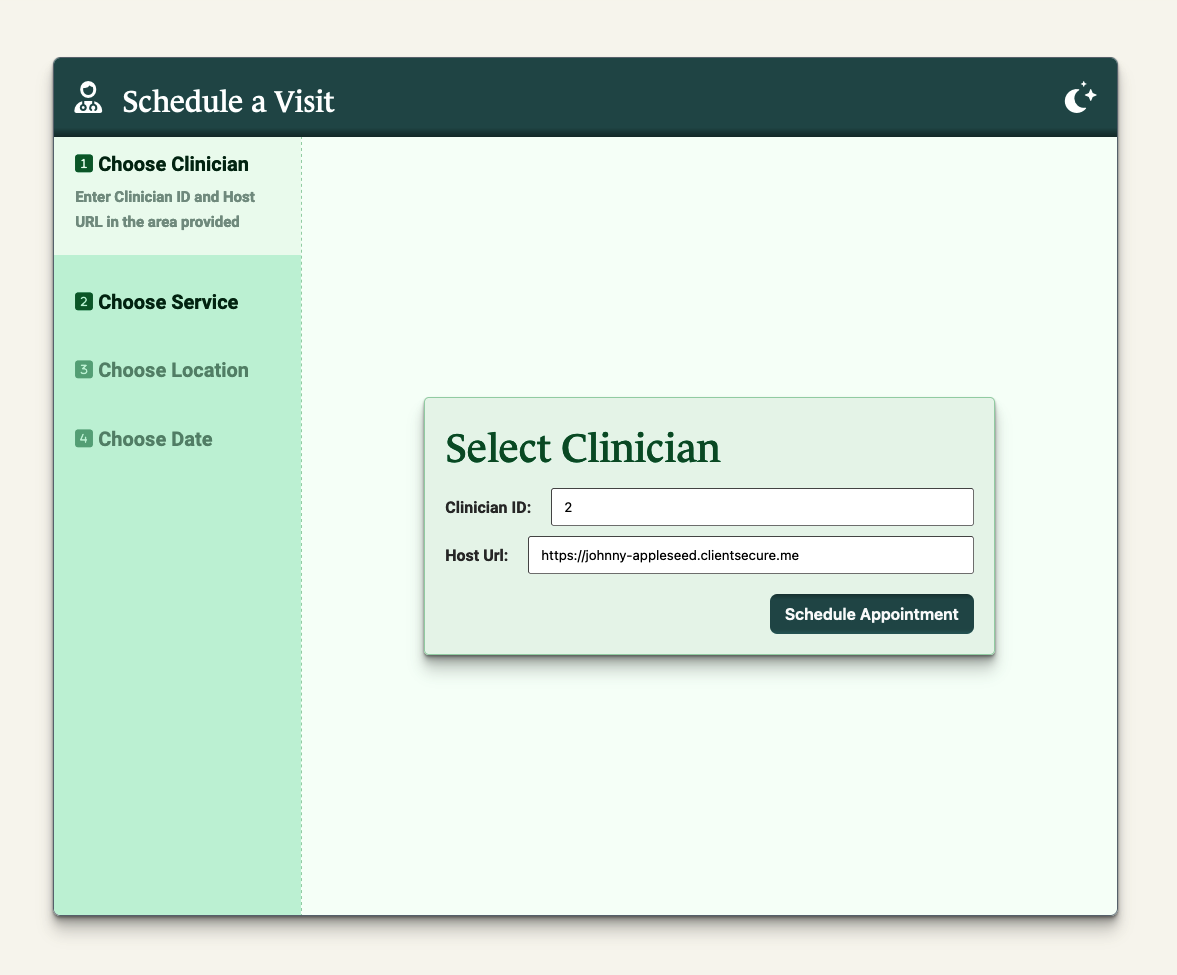 Schedule a Visit
1 Choose Clinician
Enter Clinician ID and Host
URL in the area provided
2 Choose Service
3 Choose Location
4 Choose Date
Select Clinician
Clinician ID: 2
Host Url: https://johnny-appleseed.clientsecure.me
Schedule Appointment